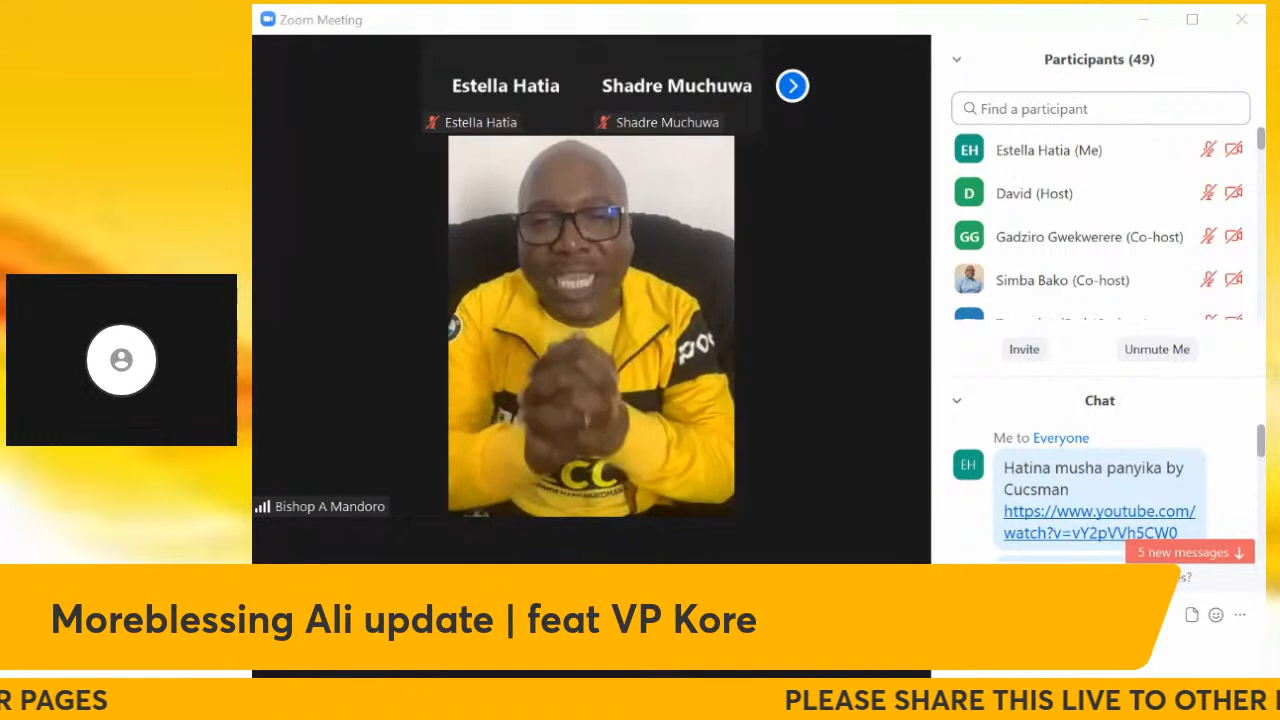 Zoom Meeting
Estella Hatia
Shadre Muchuwa
Estella Hatia
Shadre Muchuwa
CC
Bishop A Mandoro
Participants (49)
Find a participant
EH
Estella Hatia (Me)
D
David (Host)
GG
Gadziro Gwekwerere (Co-host)
Simba Bako (Co-host)
Invite
Unmute Me
Chat
Me to Everyone
EH
Hatina musha panyika by
Cucsman
https://www.youtube.com/
watch?v=vY2pVVh5CW0
5 new messages
s?
Moreblessing Ali update | feat VP Kore
R PAGES
PLEASE SHARE THIS LIVE TO OTHER